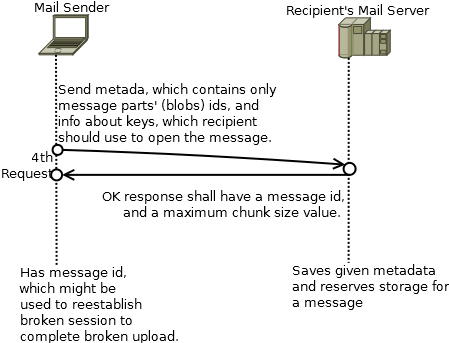 Mail Sender
Recipient's Mail Server
Send metada, which contains only
message parts' (blobs) ids, and
info about keys, which recipient
should use to open the message.
4th
Request
OK response shall have a message id,
and a maximum chunk size value.
Has message id,
which might be
used to reestablish
broken session to
complete broken upload.
Saves given metadata
and reserves storage for
a message